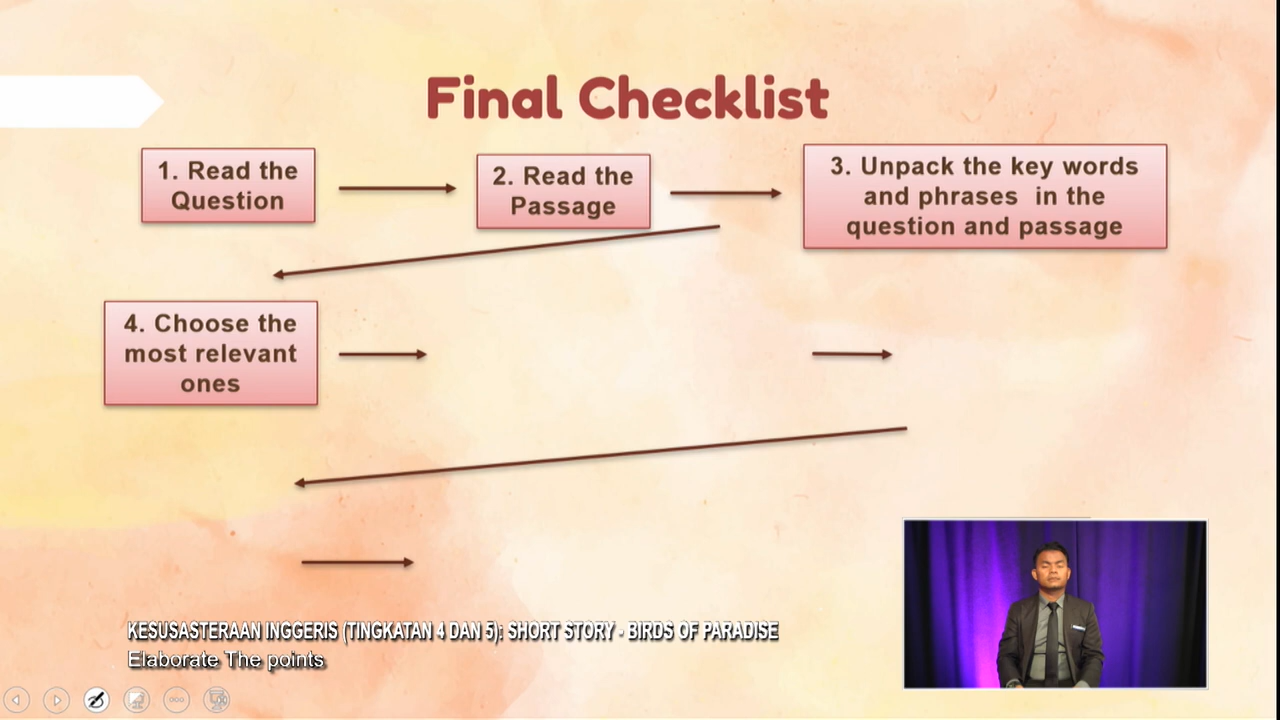 Final Checklist
1. Read the
Question
2. Read the
Passage
3. Unpack the key words
and phrases in the
question and passage
4. Choose the
most relevant
ones
KESUSASTERAAN INGGERIS (TINGKATAN 4 DAN 5): SHORT STORY - BIRDS OF PARADISE
Elaborate The points